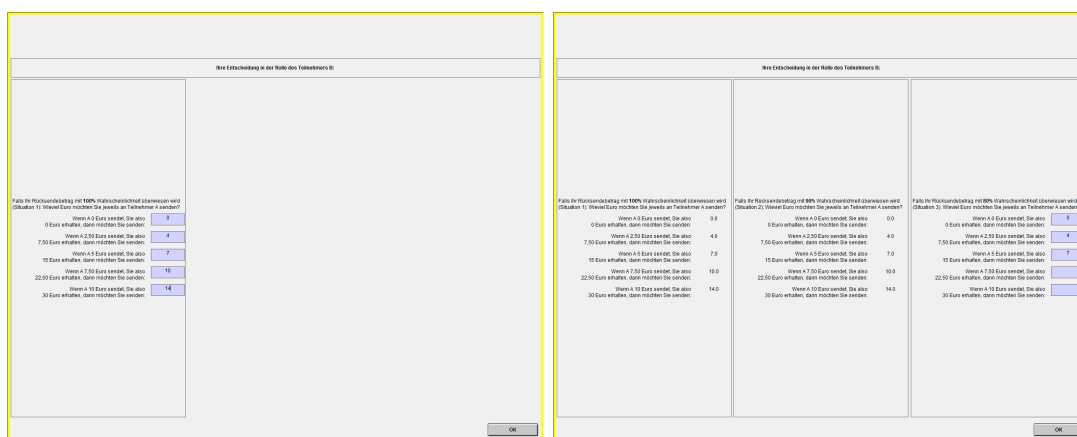 Ihre Entscheidung in der Rolle des Teilnehmers B:
Falls Ihr Rücksendebetrag mit 100% Wahrscheinlichkeit überwiesen wird
(Situation 1): Wieviel Euro möchten Sie jeweils an Teilnehmer A senden?
Wenn A 0 Euro sendet, Sie also
0 Euro erhalten, dann möchten Sie senden: 0
Wenn A 2,50 Euro sendet, Sie also
7,50 Euro erhalten, dann möchten Sie senden: 4
Wenn A 5 Euro sendet, Sie also
15 Euro erhalten, dann möchten Sie senden: 7
Wenn A 7,50 Euro sendet, Sie also
22,50 Euro erhalten, dann möchten Sie senden: 10
Wenn A 10 Euro sendet, Sie also
30 Euro erhalten, dann möchten Sie senden: 14
OK
Ihre Entscheidung in der Rolle des Teilnehmers B:
Falls Ihr Rücksendebetrag mit 100% Wahrscheinlichkeit überwiesen wird
(Situation 1): Wieviel Euro möchten Sie jeweils an Teilnehmer A senden?
Wenn A 0 Euro sendet, Sie also
0 Euro erhalten, dann möchten Sie senden: 0.0
Wenn A 2,50 Euro sendet, Sie also
7,50 Euro erhalten, dann möchten Sie senden: 4.0
Wenn A 5 Euro sendet, Sie also
15 Euro erhalten, dann möchten Sie senden: 7.0
Wenn A 7,50 Euro sendet, Sie also
22,50 Euro erhalten, dann möchten Sie senden: 10.0
Wenn A 10 Euro sendet, Sie also
30 Euro erhalten, dann möchten Sie senden: 14.0
Falls Ihr Rücksendebetrag mit 90% Wahrscheinlichkeit überwiesen wird
(Situation 2): Wieviel Euro möchten Sie jeweils an Teilnehmer A senden?
Wenn A 0 Euro sendet, Sie also
0 Euro erhalten, dann möchten Sie senden: 0.0
Wenn A 2,50 Euro sendet, Sie also
7,50 Euro erhalten, dann möchten Sie senden: 4.0
Wenn A 5 Euro sendet, Sie also
15 Euro erhalten, dann möchten Sie senden: 7.0
Wenn A 7,50 Euro sendet, Sie also
22,50 Euro erhalten, dann möchten Sie senden: 10.0
Wenn A 10 Euro sendet, Sie also
30 Euro erhalten, dann möchten Sie senden: 14.0
Falls Ihr Rücksendebetrag mit 80% Wahrscheinlichkeit überwiesen wird
(Situation 3): Wieviel Euro möchten Sie jeweils an Teilnehmer A senden?
Wenn A 0 Euro sendet, Sie also
0 Euro erhalten, dann möchten Sie senden: 0
Wenn A 2,50 Euro sendet, Sie also
7,50 Euro erhalten, dann möchten Sie senden: 4
Wenn A 5 Euro sendet, Sie also
15 Euro erhalten, dann möchten Sie senden: 7
Wenn A 7,50 Euro sendet, Sie also
22,50 Euro erhalten, dann möchten Sie senden:
Wenn A 10 Euro sendet, Sie also
30 Euro erhalten, dann möchten Sie senden:
OK